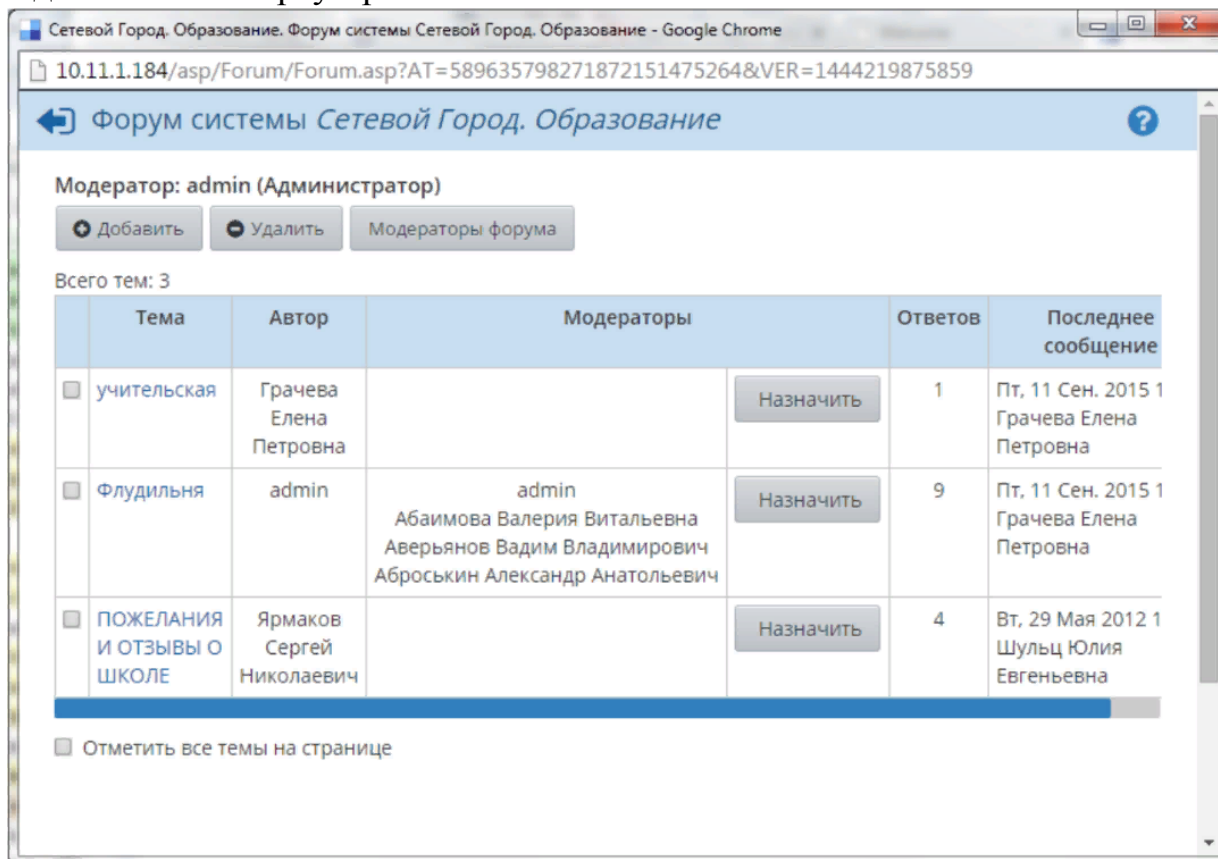 Сетевой Город. Образование. Форум системы Сетевой Город. Образование - Google Chrome
10.11.1.184/asp/Forum/Forum.asp?AT=589635798271872151475264&VER=1444219875859
Форум системы Сетевой Город. Образование
Модератор: admin (Администратор)
Добавить Удалить Модераторы форума
Всего тем: 3
Тема Автор Модераторы Ответов Последнее
сообщение
учительская Грачева Назначить 1 Пт, 11 Сен. 2015 1
Елена Грачева Елена
Петровна Петровна
Флудильня admin admin Назначить 9 Пт, 11 Сен. 2015 1
Абаимова Валерия Витальевна Грачева Елена
Аверьянов Вадим Владимирович Петровна
Аброськин Александр Анатольевич
ПОЖЕЛАНИЯ Ярмаков Назначить 4 Вт, 29 Мая 2012 1
И ОТЗЫВЫ О Сергей Шульц Юлия
ШКОЛЕ Николаевич Евгеньевна
Отметить все темы на странице